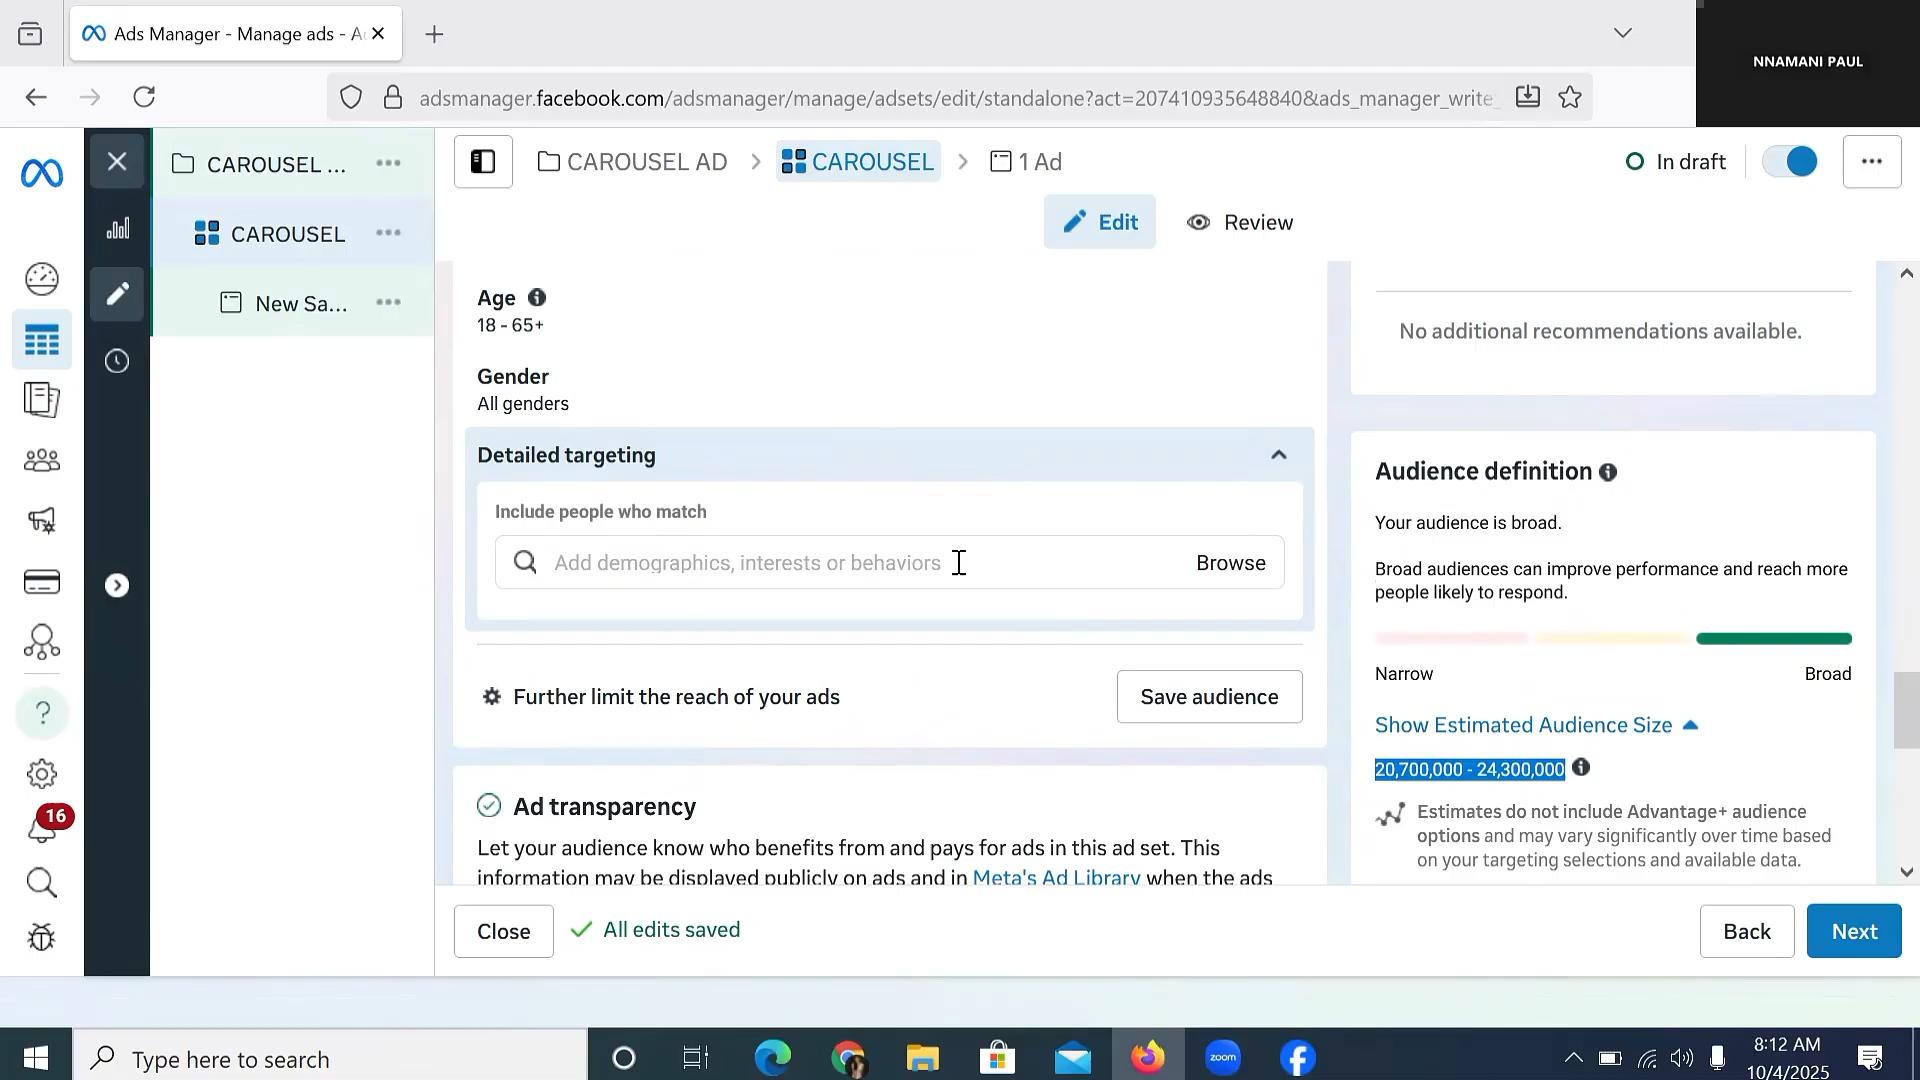 Ads Manager - Manage ads - A
NNAMANI PAUL
adsmanager.facebook.com/adsmanager/manage/adsets/edit/standalone?act=207410935648840&ads_manager_write_
CAROUSEL ...
CAROUSEL AD
CAROUSEL
1 Ad
In draft
CAROUSEL
New Sa...
Edit
Review
Age
18 - 65+
Gender
All genders
Detailed targeting
Include people who match
Add demographics, interests or behaviors
Browse
Further limit the reach of your ads
Save audience
Ad transparency
Let your audience know who benefits from and pays for ads in this ad set. This
information may be displayed publicly on ads and in Meta's Ad Library when the ads
No additional recommendations available.
Audience definition
Your audience is broad.
Broad audiences can improve performance and reach more
people likely to respond.
Narrow
Broad
Show Estimated Audience Size
20,700,000 - 24,300,000
Estimates do not include Advantage+ audience
options and may vary significantly over time based
on your targeting selections and available data.
16
Close
All edits saved
Back
Next
Type here to search
zoom
8:12 AM
10/4/2025